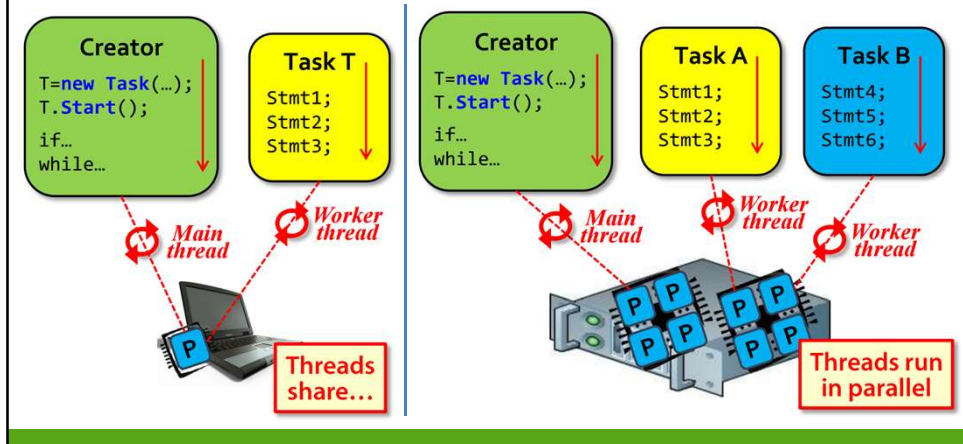 Creator
T=new Task(…);
T.Start();
if…
while…
Task T
Stmt1;
Stmt2;
Stmt3;
Main
thread
Worker
thread
P
Threads
share…
Creator
T=new Task(…);
T.Start();
if…
while…
Task A
Stmt1;
Stmt2;
Stmt3;
Task B
Stmt4;
Stmt5;
Stmt6;
Main
thread
Worker
thread
Worker
thread
P P
P P
P P
P P
Threads run
in parallel